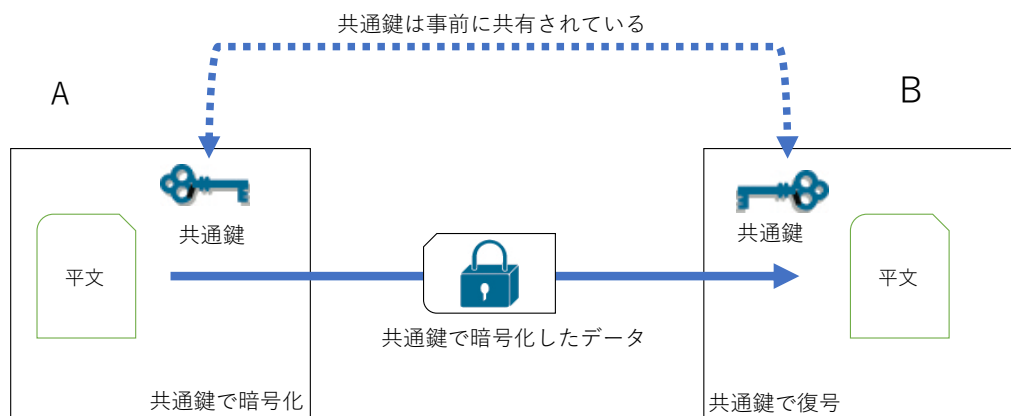 共通鍵は事前に共有されている
A
B
共通鍵
共通鍵
平文
平文
共通鍵で暗号化したデータ
共通鍵で暗号化
共通鍵で復号